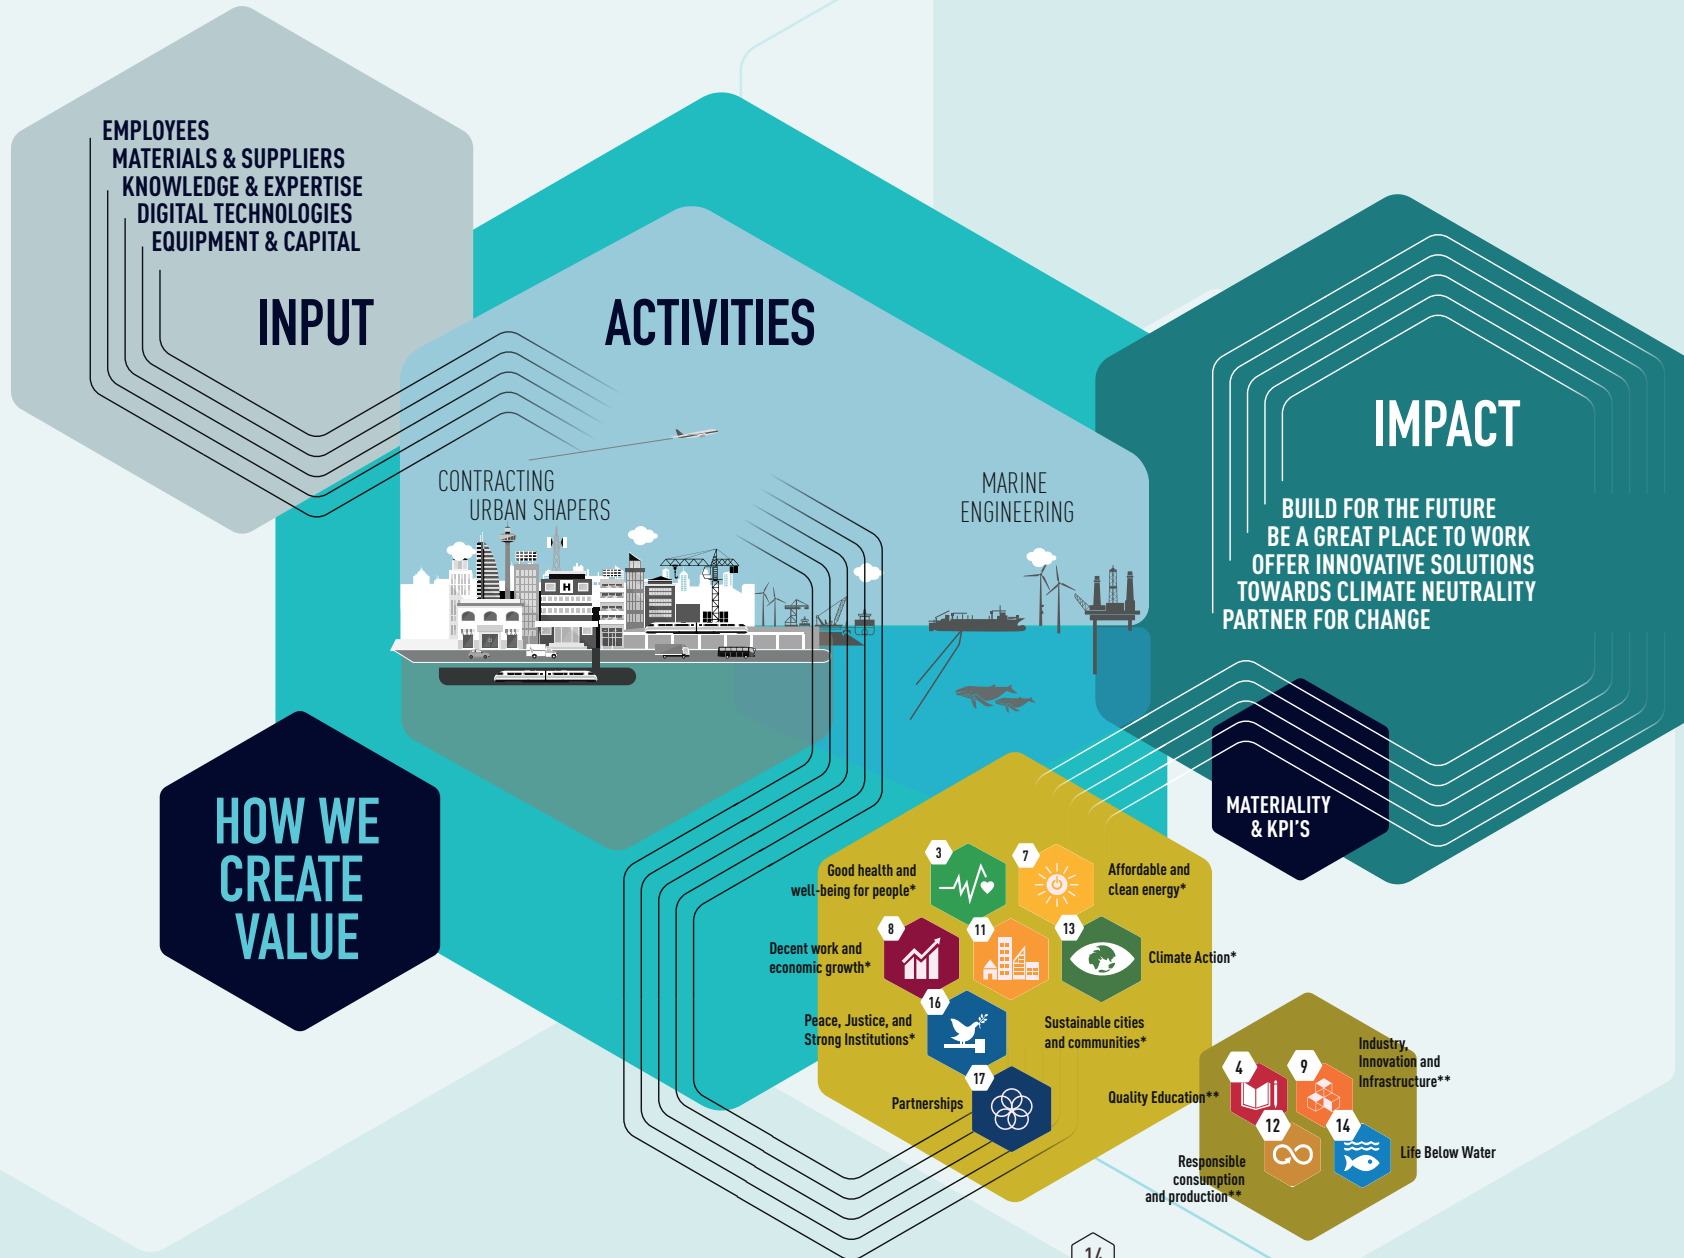 EMPLOYEES
MATERIALS & SUPPLIERS
KNOWLEDGE & EXPERTISE
DIGITAL TECHNOLOGIES
EQUIPMENT & CAPITAL
INPUT
ACTIVITIES
CONTRACTING
URBAN SHAPERS
MARINE
ENGINEERING
H
IMPACT
BUILD FOR THE FUTURE
BE A GREAT PLACE TO WORK
OFFER INNOVATIVE SOLUTIONS
TOWARDS CLIMATE NEUTRALITY
PARTNER FOR CHANGE
MATERIALITY
& KPI'S
HOW WE
CREATE
VALUE
3
Good health and
well-being for people*
7
Affordable and
clean energy*
8
Decent work and
economic growth*
11
13
Climate Action*
16
Peace, Justice, and
Strong Institutions*
Sustainable cities
and communities*
17
Partnerships
4
Quality Education**
9
Industry,
Innovation and
Infrastructure**
12
Responsible
consumption
and production**
14
Life Below Water
14